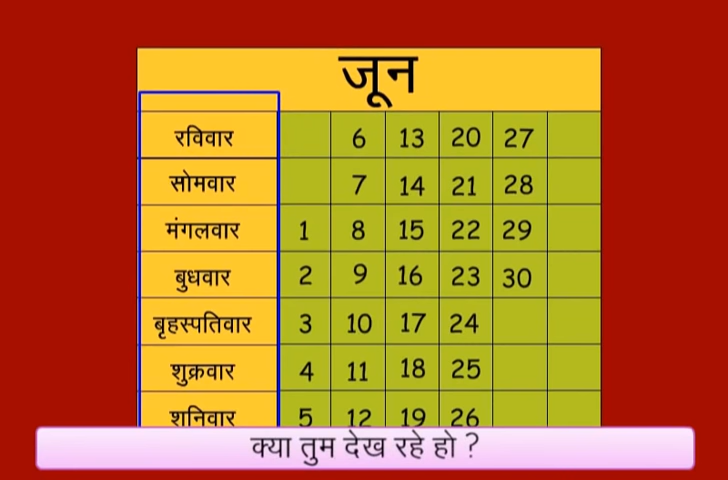 जून
रविवार 6 13 20 27
सोमवार 7 14 21 28
मंगलवार 1 8 15 22 29
बुधवार 2 9 16 23 30
बृहस्पतिवार 3 10 17 24
शुक्रवार 4 11 18 25
शनिवार 5 12 19 26
क्या तुम देख रहे हो ?